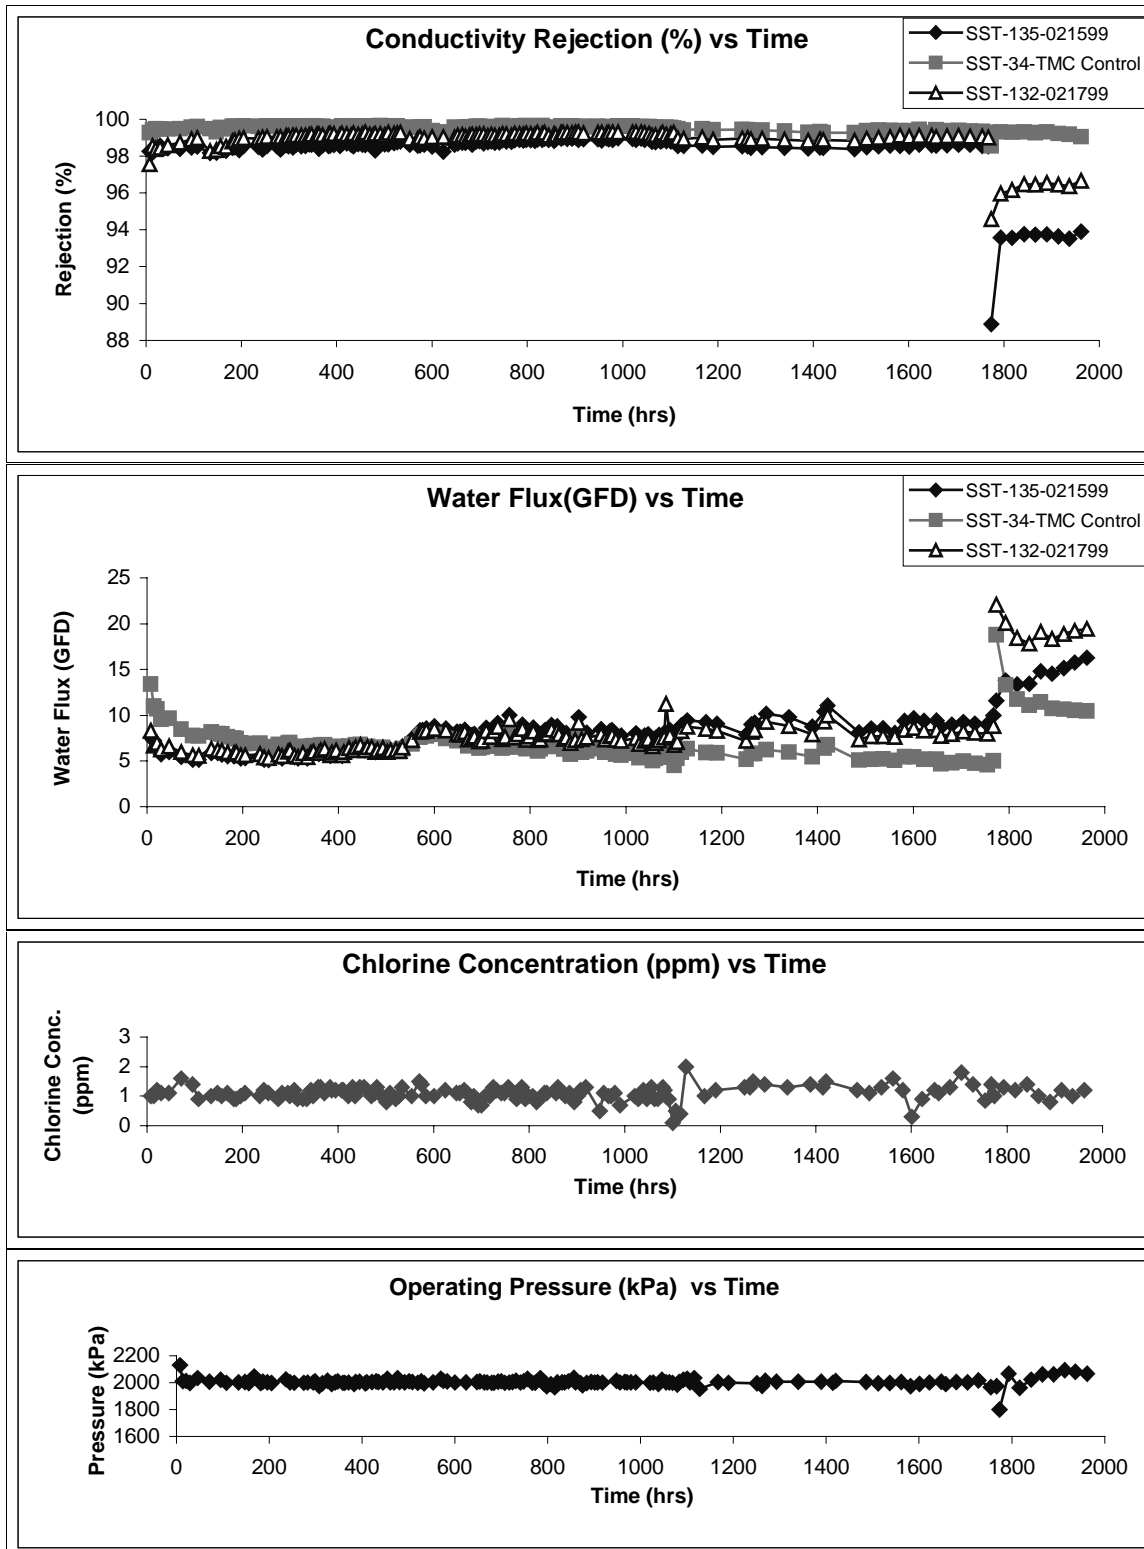 Conductivity Rejection (%) vs Time
SST-135-021599
SST-34-TMC Control
SST-132-021799
Rejection (%)
100
98
96
94
92
90
88
0 200 400 600 800 1000 1200 1400 1600 1800 2000
Time (hrs)
Water Flux(GFD) vs Time
SST-135-021599
SST-34-TMC Control
SST-132-021799
Water Flux (GFD)
25
20
15
10
5
0
0 200 400 600 800 1000 1200 1400 1600 1800 2000
Time (hrs)
Chlorine Concentration (ppm) vs Time
Chlorine Conc.
(ppm)
3
2
1
0
0 200 400 600 800 1000 1200 1400 1600 1800 2000
Time (hrs)
Operating Pressure (kPa) vs Time
Pressure (kPa)
2200
2000
1800
1600
0 200 400 600 800 1000 1200 1400 1600 1800 2000
Time (hrs)